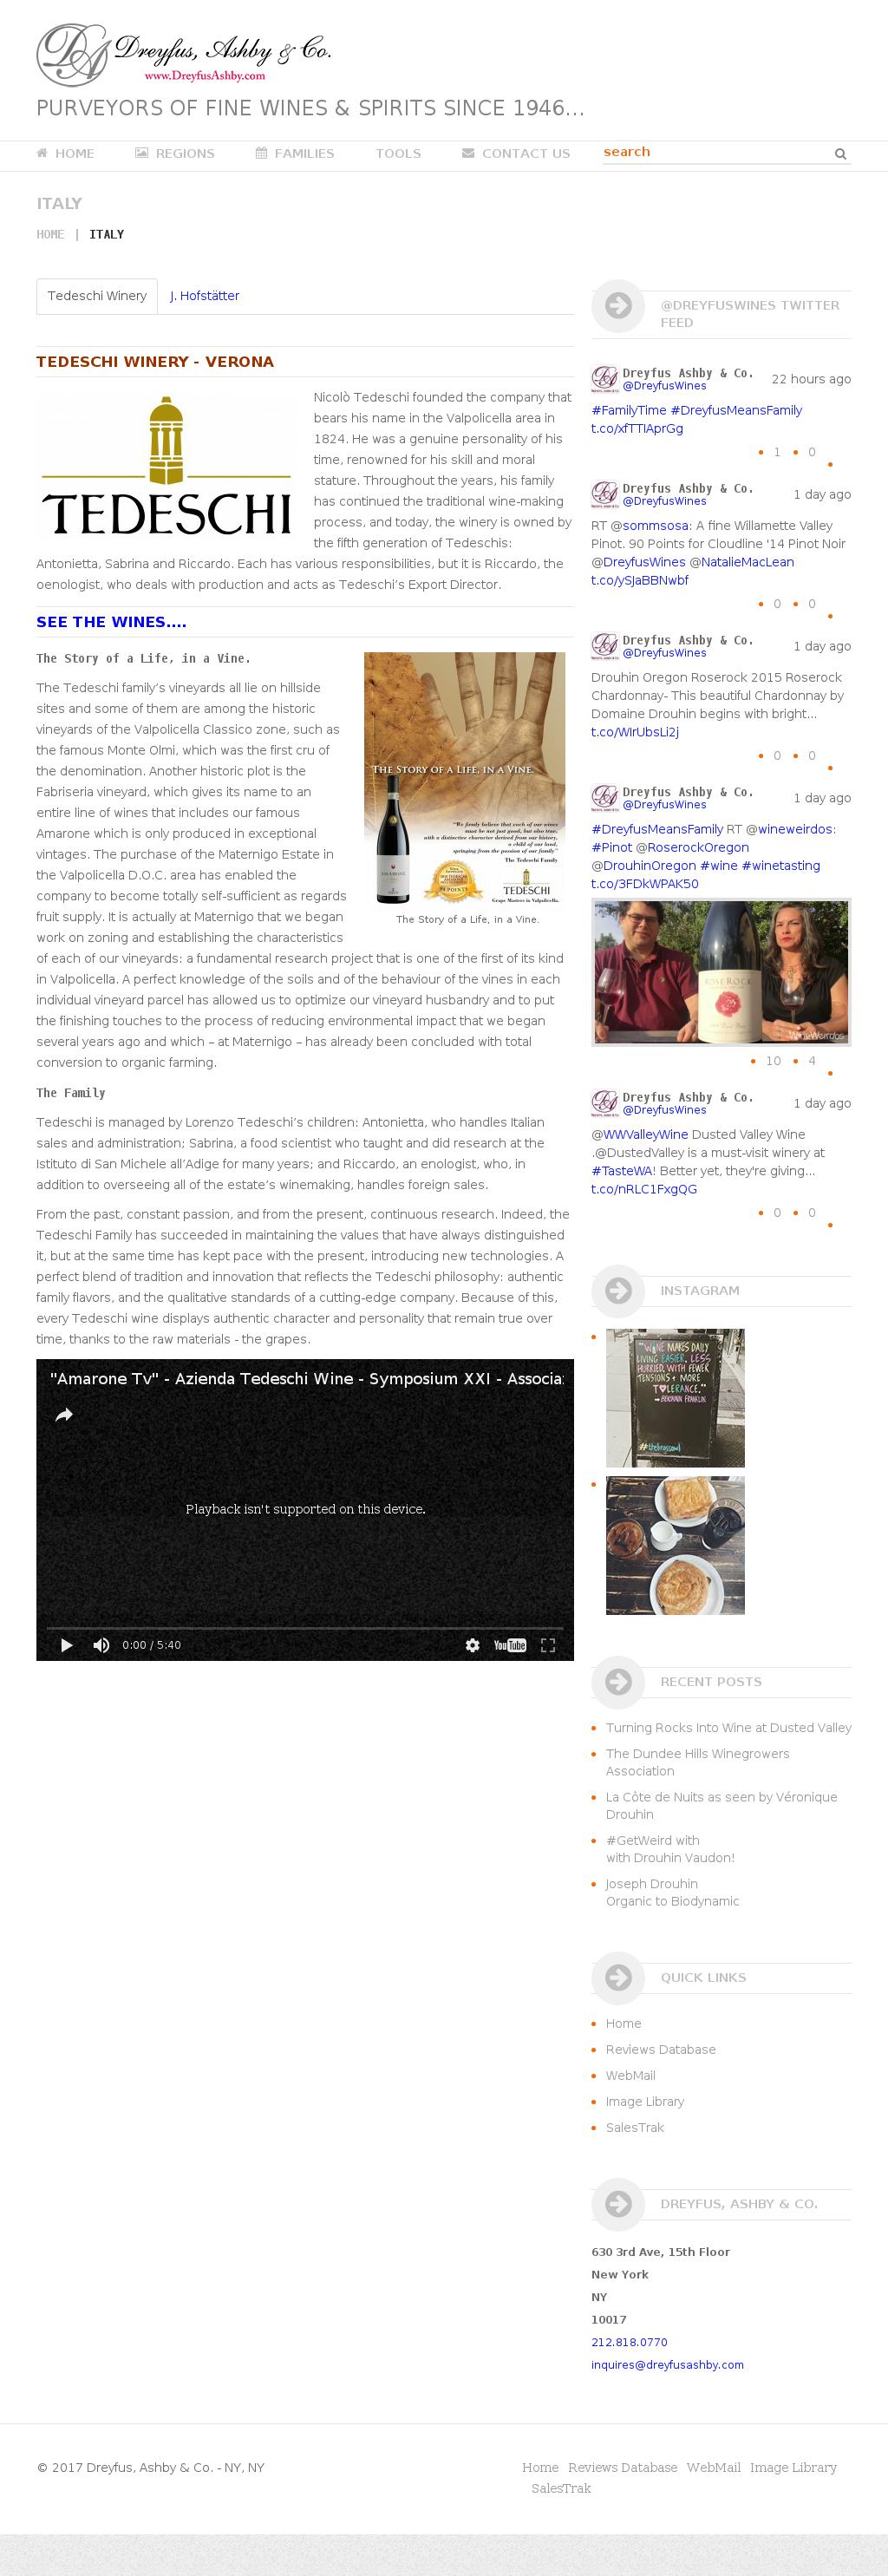 DA Dreyfus, Ashby & Co.
www.DreyfusAshby.com
PURVEYORS OF FINE WINES & SPIRITS SINCE 1946...
HOME REGIONS FAMILIES TOOLS CONTACT US search
ITALY
HOME | ITALY
Tedeschi Winery J. Hofstätter
TEDESCHI WINERY - VERONA
TEDESCHI
Nicolò Tedeschi founded the company that
bears his name in the Valpolicella area in
1824. He was a genuine personality of his
time, renowned for his skill and moral
stature. Throughout his years, his family
has continued the traditional wine-making
process, and today, the winery is owned by
the fifth generation of Tedeschis:
Antonietta, Sabrina and Riccardo. Each has various responsibilities, but it is Riccardo, the
oenologist, who deals with production and acts as Tedeschi's Export Director.
SEE THE WINES....
The Story of a Life, in a Vine.
The Tedeschi family's vineyards all lie on hillside
sites and some of them are among the historic
vineyards of the Valpolicella Classico zone, such as
the famous Monte Olmi, which was the first cru of
the denomination. Another historic plot is the
Fabriseria vineyard, which gives its name to an
entire line of wines that includes our famous
Amarone which is only produced in exceptional
vintages. The purchase of the Maternigo Estate in
the Valpolicella D.O.C. area has enabled the
company to become totally self-sufficient as regards
fruit supply. It is actually at Maternigo that we began
work on zoning and establishing the characteristics
of each of our vineyards: a fundamental research project that is one of the first of its kind
in Valpolicella. A perfect knowledge of the soils and of the behaviour of the vines in each
individual vineyard parcel has allowed us to optimize our vineyard husbandry and to put
the finishing touches to the process of reducing environmental impact that we began
several years ago and which – at Maternigo – has already been concluded with total
conversion to organic farming.
THE STORY OF A LIFE, IN A VINE.
"We firmly believe that each of our wines
must be not just good, but also true,
with a distinctive character derived from our history,
a child of our land,
springing from the passion of our family"
The Tedeschi Family
AMARONE
POINTS
TEDESCHI
Grape Masters in Valpolicella.
The Story of a Life, in a Vine.
The Family
Tedeschi is managed by Lorenzo Tedeschi's children: Antonietta, who handles Italian
sales and administration; Sabrina, a food scientist who taught and did research at the
Istituto di San Michele all'Adige for many years; and Riccardo, an enologist, who, in
addition to overseeing all of the estate's winemaking, handles foreign sales.
From the past, constant passion, and from the present, continuous research. Indeed, the
Tedeschi Family has succeeded in maintaining the values that have always distinguished
it, but at the same time has kept pace with the present, introducing new technologies. A
perfect blend of tradition and innovation that reflects the Tedeschi philosophy: authentic
family flavors, and the qualitative standards of a cutting-edge company. Because of this,
every Tedeschi wine displays authentic character and personality that remain true over
time, thanks to the raw materials - the grapes.
"Amarone Tv" - Azienda Tedeschi Wine - Symposium XXI - Associa
Playback isn't supported on this device.
0:00 / 5:40
YouTube
@DREYFUSWINES TWITTER
FEED
Dreyfus Ashby & Co.
@DreyfusWines
22 hours ago
#FamilyTime #DreyfusMeansFamily
t.co/xfTTIAprGg
1 0
Dreyfus Ashby & Co.
@DreyfusWines
1 day ago
RT @sommsosa: A fine Willamette Valley
Pinot. 90 Points for Cloudline '14 Pinot Noir
@DreyfusWines @NatalieMacLean
t.co/ySJaBBNwbf
0 0
Dreyfus Ashby & Co.
@DreyfusWines
1 day ago
Drouhin Oregon Roserock 2015 Roserock
Chardonnay- This beautiful Chardonnay by
Domaine Drouhin begins with bright...
t.co/WIrUbsLi2j
0 0
Dreyfus Ashby & Co.
@DreyfusWines
1 day ago
#DreyfusMeansFamily RT @wineweirdos:
#Pinot @RoserockOregon
@DrouhinOregon #wine #winetasting
t.co/3FDkWPAK50
ROSEROCK
WineWeirdos
10 4
Dreyfus Ashby & Co.
@DreyfusWines
1 day ago
@WWValleyWine Dusted Valley Wine
.@DustedValley is a must-visit winery at
#TasteWA! Better yet, they're giving...
t.co/nRLC1FxgQG
0 0
INSTAGRAM
"WINE MAKES DAILY
LIVING EASIER, LESS
HURRIED, WITH FEWER
TENSIONS & MORE
TOLERANCE."
- BENJAMIN FRANKLIN
RECENT POSTS
Turning Rocks Into Wine at Dusted Valley
The Dundee Hills Winegrowers
Association
La Côte de Nuits as seen by Véronique
Drouhin
#GetWeird with
with Drouhin Vaudon!
Joseph Drouhin
Organic to Biodynamic
QUICK LINKS
Home
Reviews Database
WebMail
Image Library
SalesTrak
DREYFUS, ASHBY & CO.
630 3rd Ave, 15th Floor
New York
NY
10017
212.818.0770
inquires@dreyfusashby.com
© 2017 Dreyfus, Ashby & Co. - NY, NY
Home Reviews Database WebMail Image Library
SalesTrak